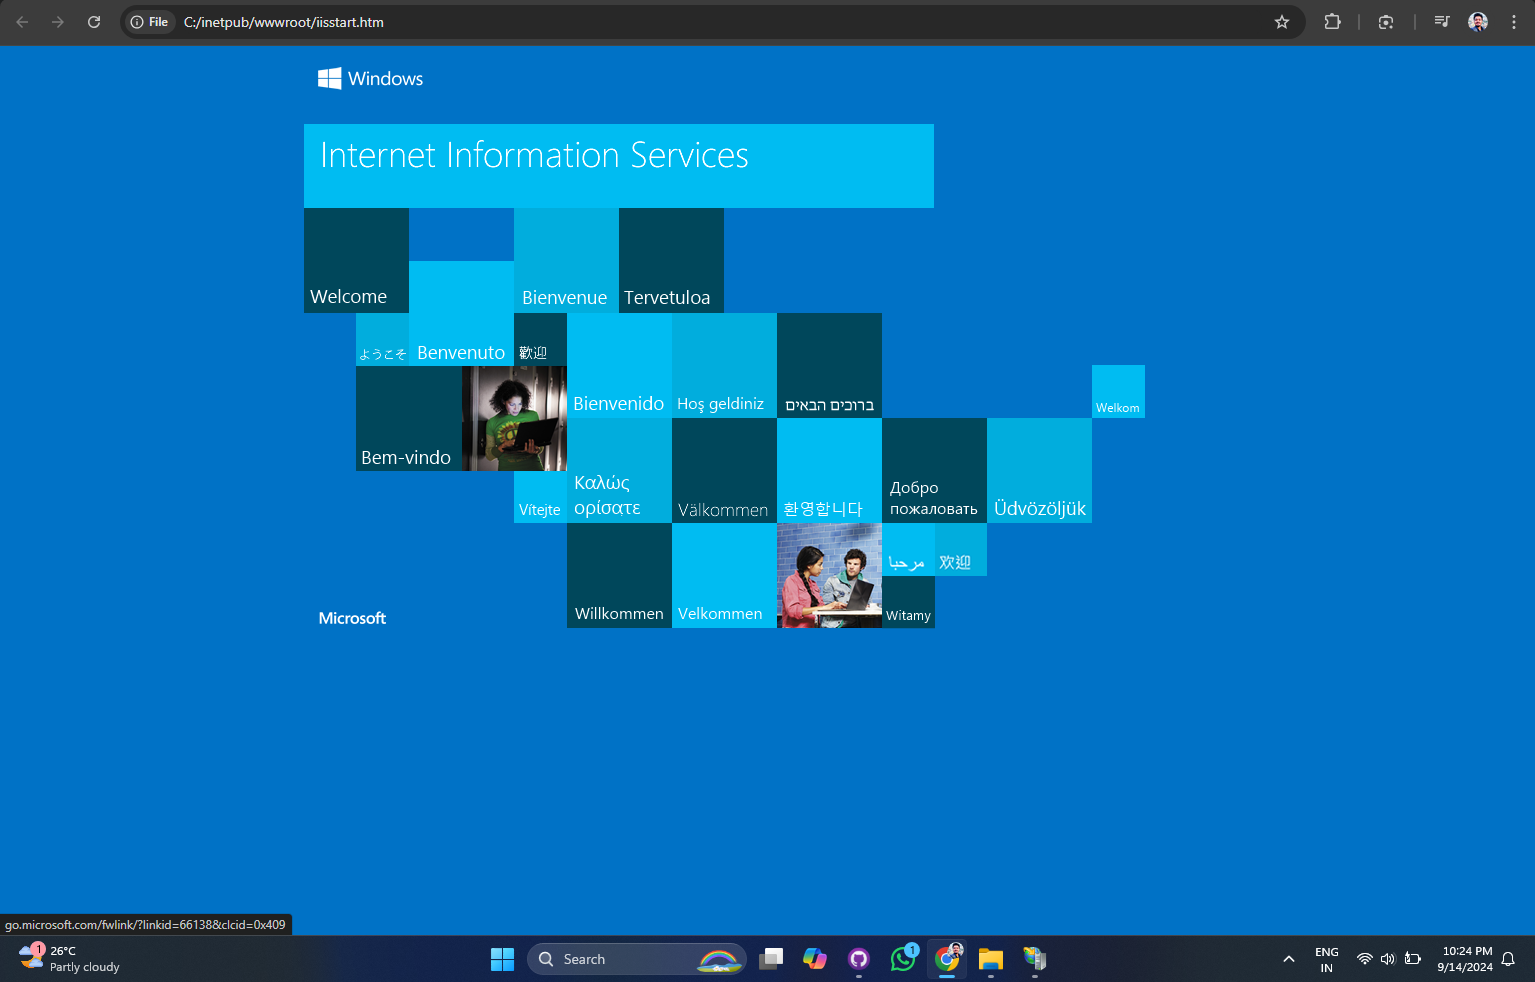 File
C:/inetpub/wwwroot/iisstart.htm
Windows
Internet Information Services
Welcome
Bienvenue
Tervetuloa
ようこそ
Benvenuto
歡迎
Bienvenido
Hoş geldiniz
ברוכים הבאים
Welkom
Bem-vindo
Vítejte
Καλώς
ορίσατε
Välkommen
환영합니다
Добро
пожаловать
Üdvözöljük
Microsoft
Willkommen
Velkommen
مرحبا
欢迎
Witamy
go.microsoft.com/fwlink/?linkid=66138&clcid=0x409
1
26°C
Partly cloudy
Search
1
ENG
IN
10:24 PM
9/14/2024